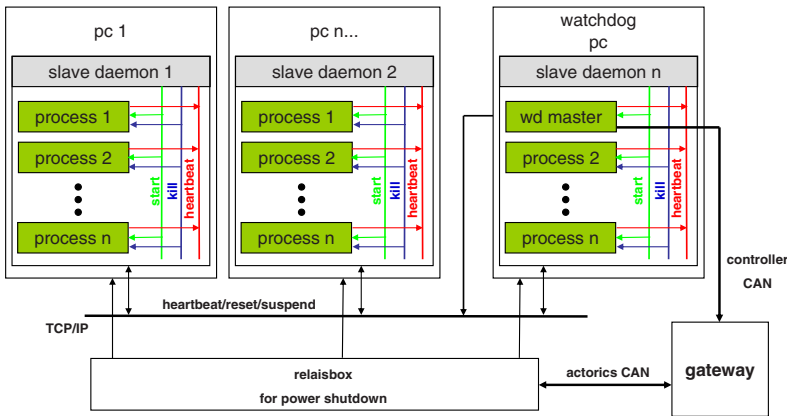 pc 1
slave daemon 1
process 1
process 2
process n
start
kill
heartbeat
pc n...
slave daemon 2
process 1
process 2
process n
start
kill
heartbeat
watchdog
pc
slave daemon n
wd master
process 2
process n
start
kill
heartbeat
controller
CAN
heartbeat/reset/suspend
TCP/IP
relaisbox
for power shutdown
actorics CAN
gateway